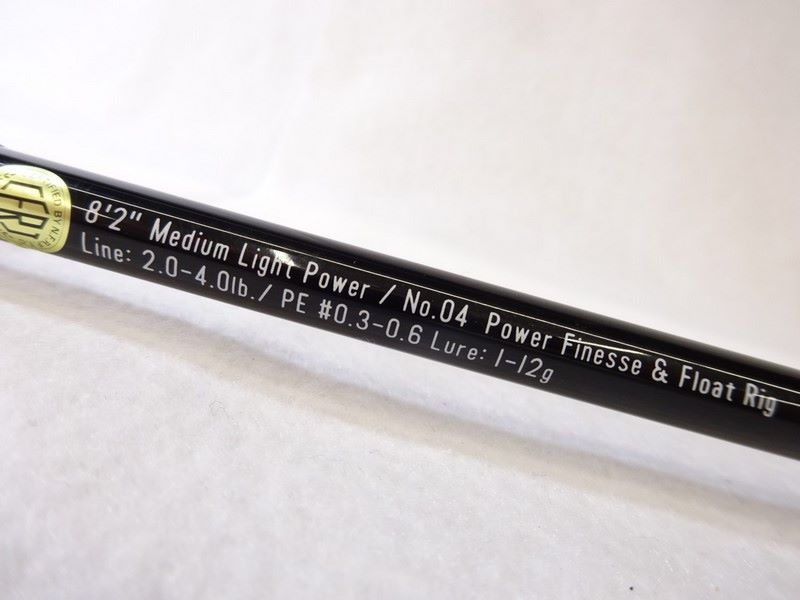 8'2" Medium Light Power / No.04 Power Finesse & Float Rig
Line: 2.0-4.0lb. / PE #0.3-0.6 Lure: 1-12g